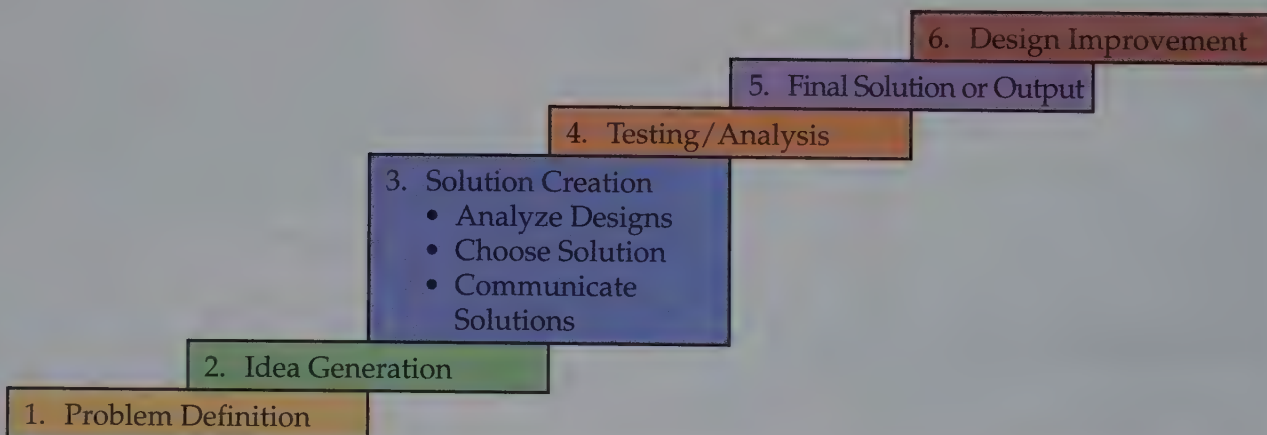 6. Design Improvement
5. Final Solution or Output
4. Testing/Analysis
3. Solution Creation
• Analyze Designs
• Choose Solution
• Communicate
Solutions
2. Idea Generation
1. Problem Definition